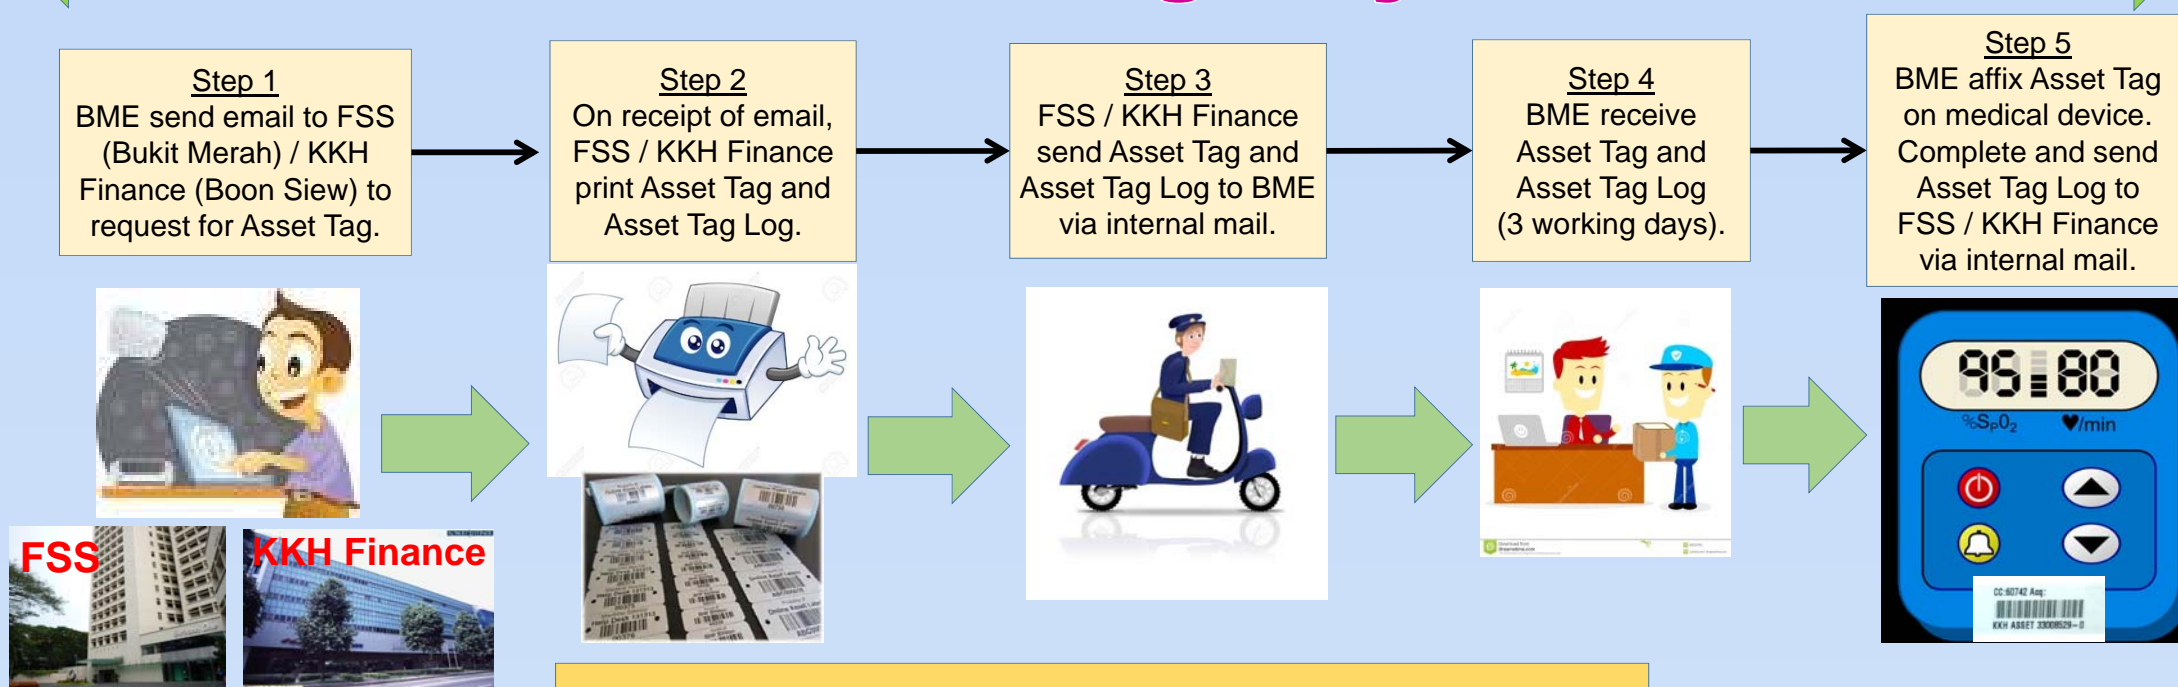 Step 1
BME send email to FSS
(Bukit Merah) / KKH
Finance (Boon Siew) to
request for Asset Tag.
Step 2
On receipt of email,
FSS / KKH Finance
print Asset Tag and
Asset Tag Log.
Step 3
FSS / KKH Finance
send Asset Tag and
Asset Tag Log to BME
via internal mail.
Step 4
BME receive
Asset Tag and
Asset Tag Log
(3 working days).
Step 5
BME affix Asset Tag
on medical device.
Complete and send
Asset Tag Log to
FSS / KKH Finance
via internal mail.
FSS
KKH Finance
95 80
%SpO2 ♥/min
CC:60742 Acq:
KKH ASSET 33008529-0